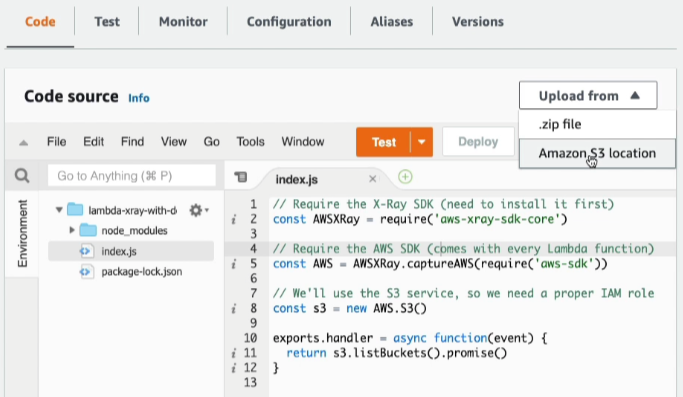 Code Test Monitor Configuration Aliases Versions
Code source Info
Upload from
.zip file
Amazon S3 location
File Edit Find View Go Tools Window
Test
Deploy
Go to Anything (⌘ P)
index.js
Environment
lambda-xray-with-d
node_modules
index.js
package-lock.json
1 // Require the X-Ray SDK (need to install it first)
i 2 const AWSXRay = require('aws-xray-sdk-core')
3
4 // Require the AWS SDK (comes with every Lambda function)
i 5 const AWS = AWSXRay.captureAWS(require('aws-sdk'))
6
7 // We'll use the S3 service, so we need a proper IAM role
i 8 const s3 = new AWS.S3()
9
10 exports.handler = async function(event) {
i 11 return s3.listBuckets().promise()
i 12 }
13